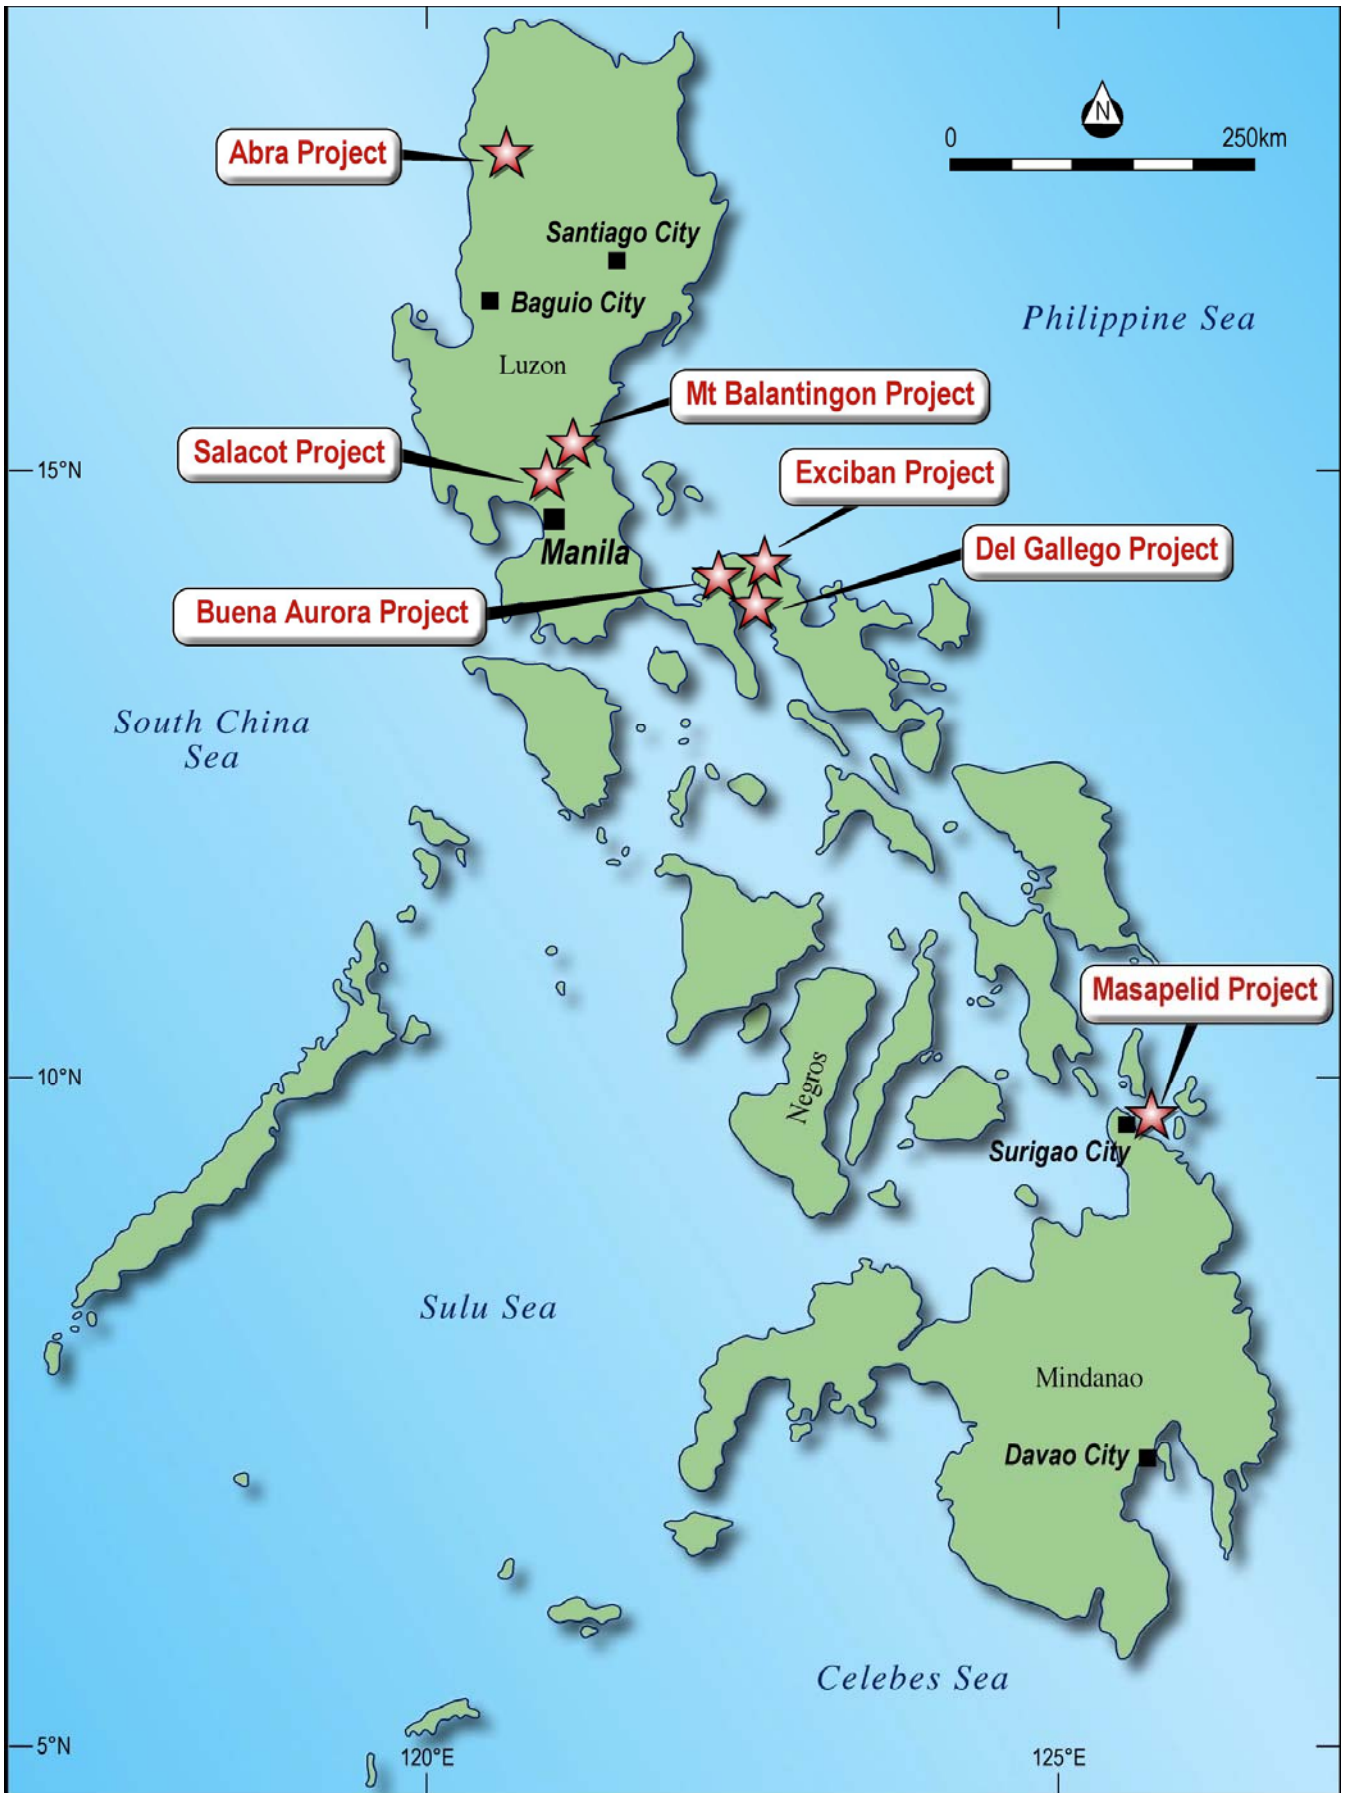 N
0
250km
Abra Project
Santiago City
Baguio City
Philippine Sea
Luzon
Mt Balantingon Project
Salacot Project
15°N
Exciban Project
Manila
Del Gallego Project
Buena Aurora Project
South China
Sea
Masapelid Project
10°N
Negros
Surigao City
Sulu Sea
Mindanao
Davao City
Celebes Sea
5°N
120°E
125°E